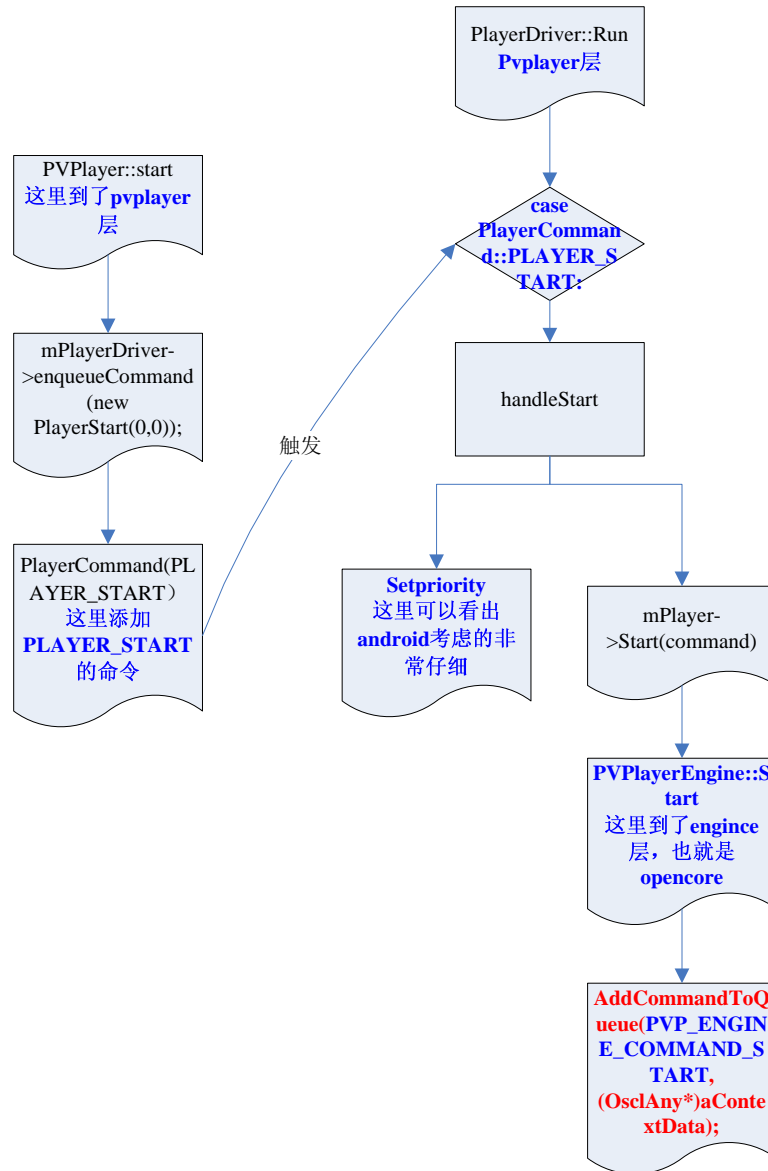 PlayerDriver::Run
Pvplayer层
PVPlayer::start
这里到了pvplayer
层
case
PlayerComman
d::PLAYER_S
TART:
mPlayerDriver-
>enqueueCommand
(new
PlayerStart(0,0));
handleStart
触发
PlayerCommand(PL
AYER_START）
这里添加
PLAYER_START
的命令
Setpriority
这里可以看出
android考虑的非
常仔细
mPlayer-
>Start(command)
PVPlayerEngine::S
tart
这里到了engince
层，也就是
opencore
AddCommandToQ
ueue(PVP_ENGIN
E_COMMAND_S
TART,
(OsclAny*)aConte
xtData);